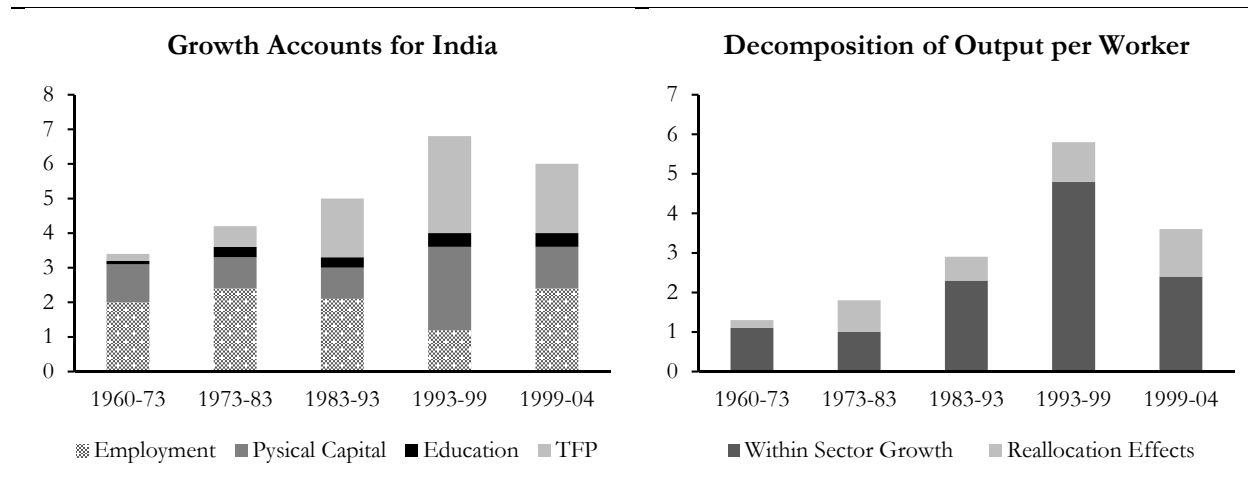 Growth Accounts for India
8
7
6
5
4
3
2
1
0
1960-73 1973-83 1983-93 1993-99 1999-04
Employment Pysical Capital Education TFP
Decomposition of Output per Worker
7
6
5
4
3
2
1
0
1960-73 1973-83 1983-93 1993-99 1999-04
Within Sector Growth Reallocation Effects